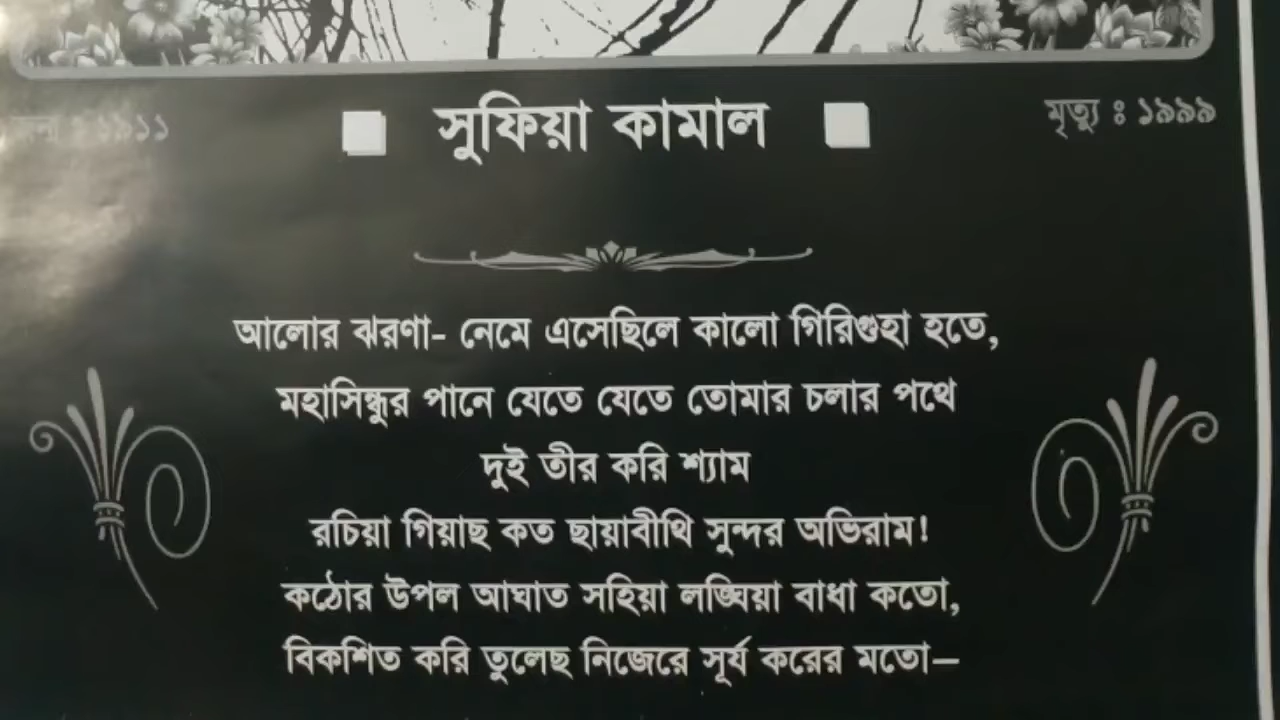 : ১৯১১ সুফিয়া কামাল মৃত্যু : ১৯৯৯
আলোর ঝরণা- নেমে এসেছিলে কালো গিরিগুহা হতে,
মহাসিন্ধুর পানে যেতে যেতে তোমার চলার পথে
দুই তীর করি শ্যাম
রচিয়া গিয়াছ কত ছায়াবীথি সুন্দর অভিরাম!
কঠোর উপল আঘাত সহিয়া লঙ্ঘিয়া বাধা কতো,
বিকশিত করি তুলেছ নিজেরে সূর্য করের মতো—